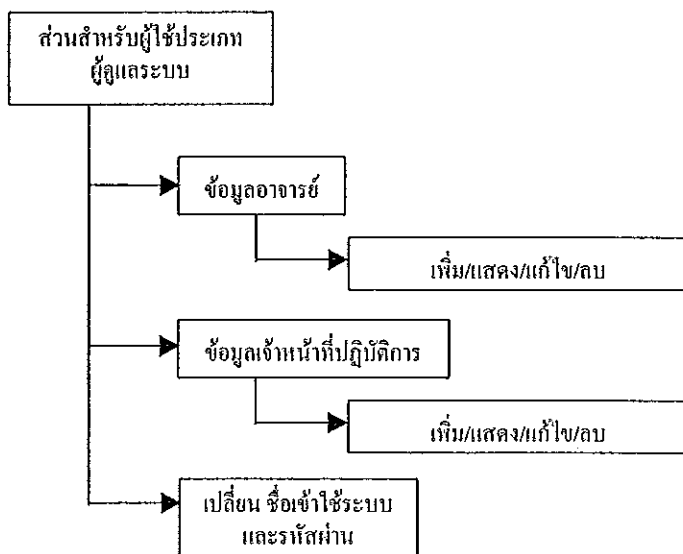 ส่วนสำหรับผู้ใช้ประเภท
ผู้ดูแลระบบ
ข้อมูลอาจารย์
เพิ่ม/แสดง/แก้ไข/ลบ
ข้อมูลเจ้าหน้าที่ปฏิบัติการ
เพิ่ม/แสดง/แก้ไข/ลบ
เปลี่ยน ชื่อเข้าใช้ระบบ
และรหัสผ่าน